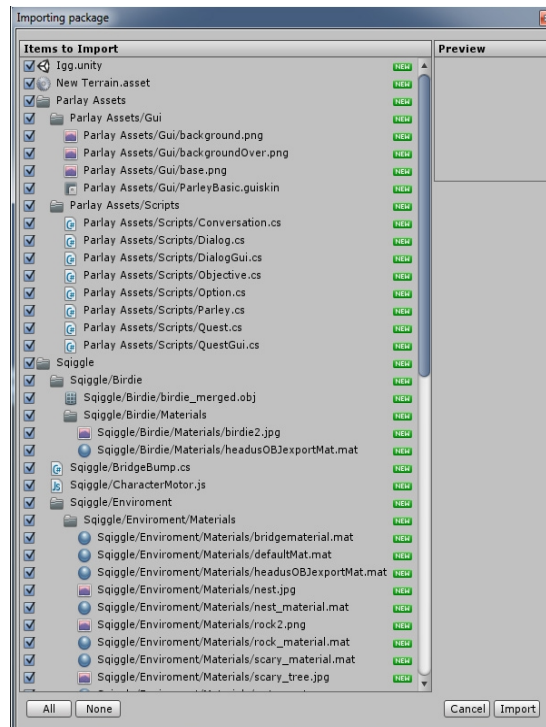 Importing package
Items to Import
Preview
Igg.unity NEW
New Terrain.asset NEW
Parlay Assets NEW
Parlay Assets/Gui NEW
Parlay Assets/Gui/background.png NEW
Parlay Assets/Gui/backgroundOver.png NEW
Parlay Assets/Gui/base.png NEW
Parlay Assets/Gui/ParleyBasic.guiskin NEW
Parlay Assets/Scripts NEW
C# Parlay Assets/Scripts/Conversation.cs NEW
C# Parlay Assets/Scripts/Dialog.cs NEW
C# Parlay Assets/Scripts/DialogGui.cs NEW
C# Parlay Assets/Scripts/Objective.cs NEW
C# Parlay Assets/Scripts/Option.cs NEW
C# Parlay Assets/Scripts/Parley.cs NEW
C# Parlay Assets/Scripts/Quest.cs NEW
C# Parlay Assets/Scripts/QuestGui.cs NEW
Sqiggle NEW
Sqiggle/Birdie NEW
Sqiggle/Birdie/birdie_merged.obj NEW
Sqiggle/Birdie/Materials NEW
Sqiggle/Birdie/Materials/birdie2.jpg NEW
Sqiggle/Birdie/Materials/headusOBJexportMat.mat NEW
C# Sqiggle/BridgeBump.cs NEW
Js Sqiggle/CharacterMotor.js NEW
Sqiggle/Enviroment NEW
Sqiggle/Enviroment/Materials NEW
Sqiggle/Enviroment/Materials/bridgematerial.mat NEW
Sqiggle/Enviroment/Materials/defaultMat.mat NEW
Sqiggle/Enviroment/Materials/headusOBJexportMat.mat NEW
Sqiggle/Enviroment/Materials/nest.jpg NEW
Sqiggle/Enviroment/Materials/nest_material.mat NEW
Sqiggle/Enviroment/Materials/rock2.png NEW
Sqiggle/Enviroment/Materials/rock_material.mat NEW
Sqiggle/Enviroment/Materials/scary_material.mat NEW
Sqiggle/Enviroment/Materials/scary_tree.jpg NEW
All None Cancel Import